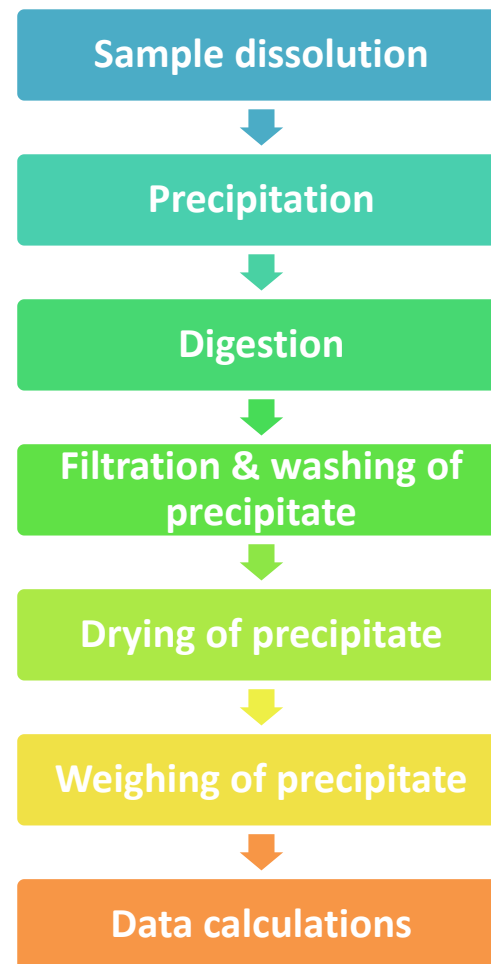 Sample dissolution
Precipitation
Digestion
Filtration & washing of
precipitate
Drying of precipitate
Weighing of precipitate
Data calculations